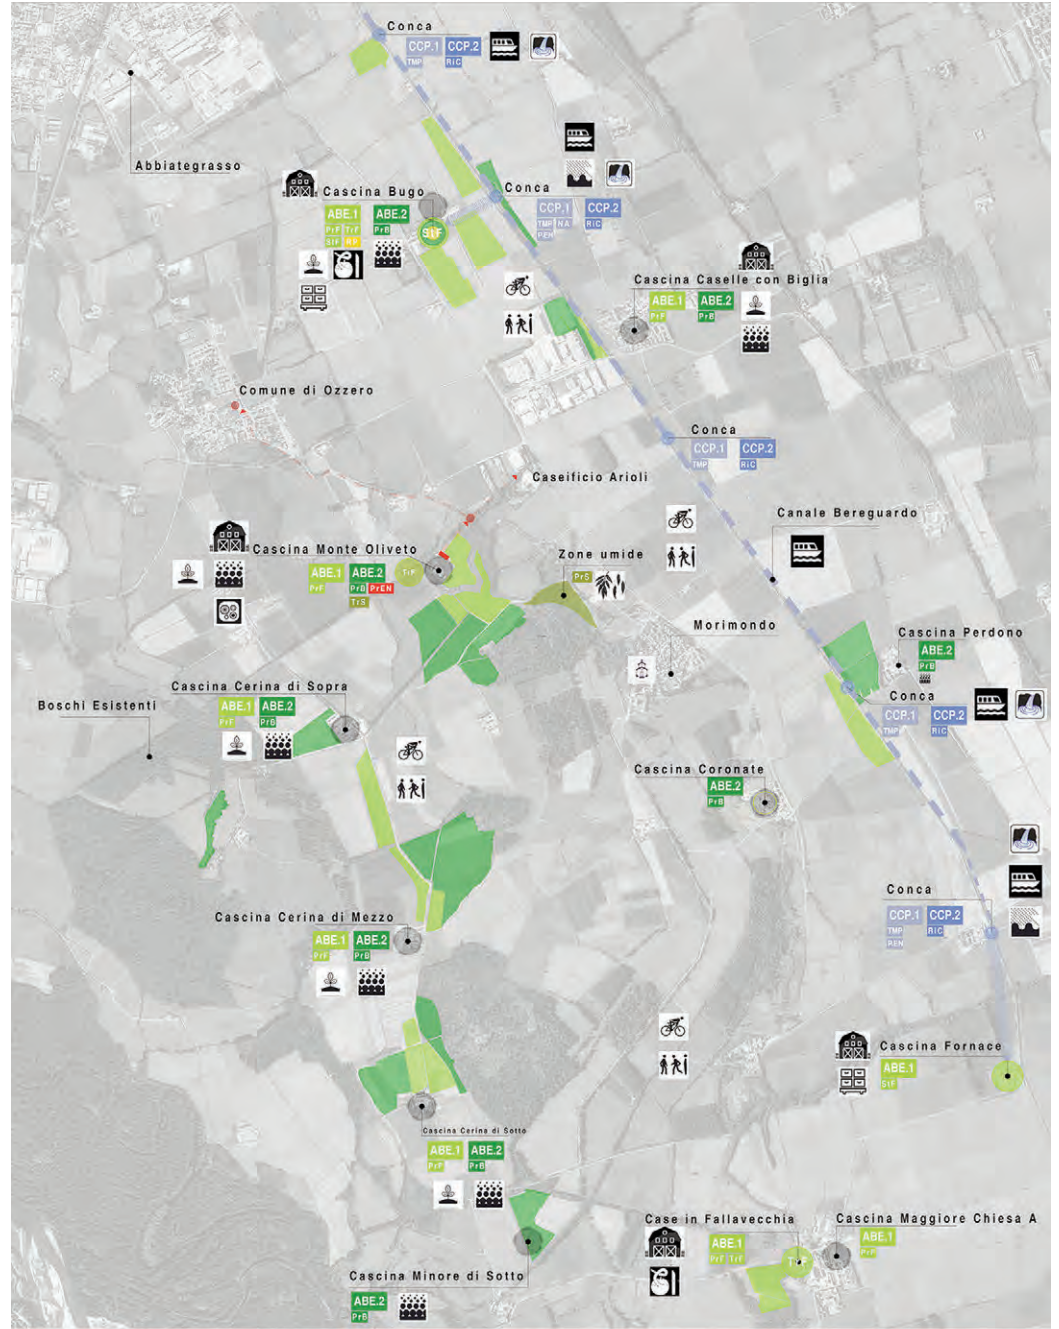 Conca
CCP.1 CCP.2
TMP RiC
Abbiategrasso
Cascina Bugo
ABE.1 ABE.2
PrF TrF PrB
StF
StF
Conca
CCP.1 CCP.2
TMP NA RiC
Cascina Caselle con Biglia
ABE.1 ABE.2
PrF PrB
Comune di Ozzero
Conca
CCP.1 CCP.2
TMP RiC
Caseificio Arioli
Canale Bereguardo
Cascina Monte Oliveto
ABE.1 ABE.2
PrF PrB PrEN
TrS
TrF
Zone umide
PrS
Morimondo
Cascina Perdono
ABE.2
PrB
Cascina Cerina di Sopra
ABE.1 ABE.2
PrF PrB
Boschi Esistenti
Conca
CCP.1 CCP.2
TMP RiC
Cascina Coronate
ABE.2
PrB
Cascina Cerina di Mezzo
ABE.1 ABE.2
PrF PrB
Conca
CCP.1 CCP.2
TMP RiC
REN
Cascina Fornace
ABE.1
StF
Cascina Cerina di Sotto
ABE.1 ABE.2
PrF PrB
Case in Fallavecchia
ABE.1
PrF TrF
TrF
Cascina Maggiore Chiesa A
ABE.1
PrF
Cascina Minore di Sotto
ABE.2
PrB